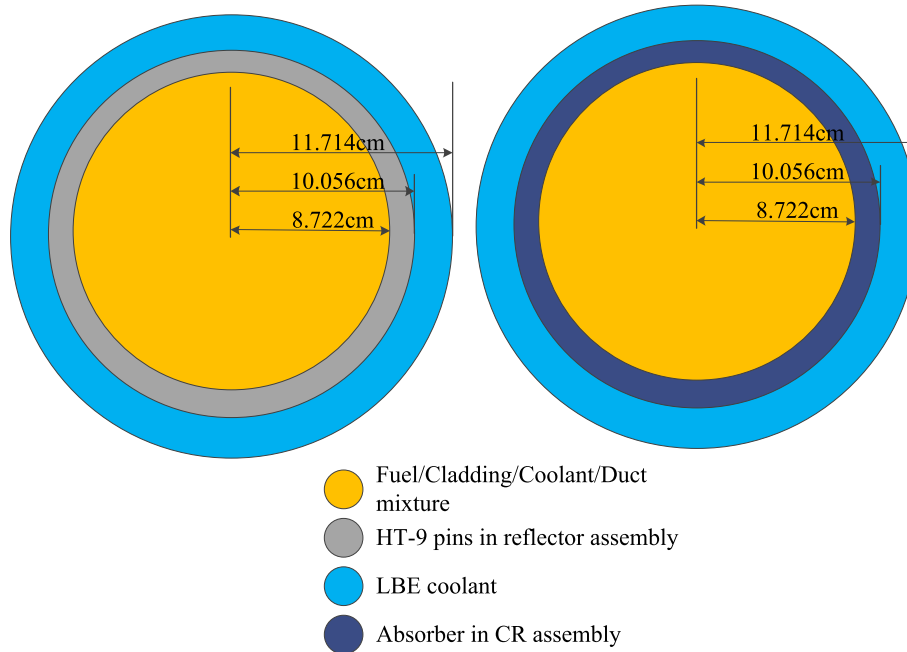 11.714cm
10.056cm
8.722cm
11.714cm
10.056cm
8.722cm
Fuel/Cladding/Coolant/Duct
mixture
HT-9 pins in reflector assembly
LBE coolant
Absorber in CR assembly